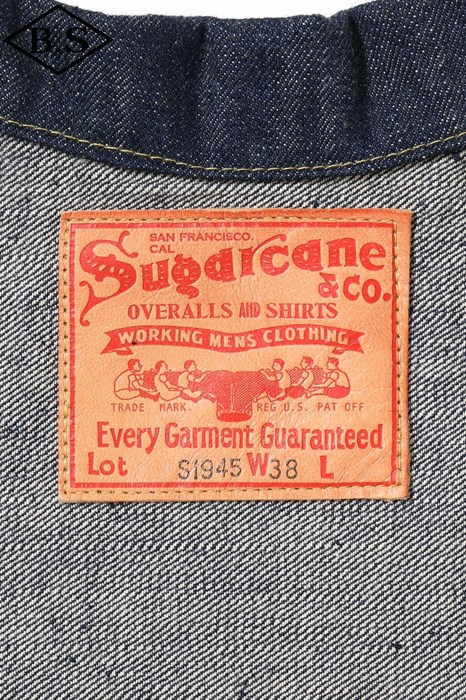 B.S
SAN FRANCISCO.
CAL.
Sugarcane
& CO.
OVERALLS AND SHIRTS
WORKING MENS CLOTHING
TRADE MARK. REG U.S. PAT OFF
Every Garment Guaranteed
Lot S1945 W38 L